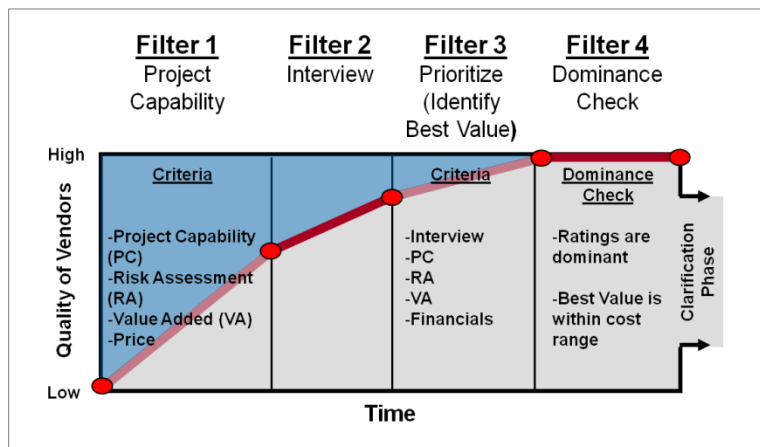 Filter 1
Project
Capability
Filter 2
Interview
Filter 3
Prioritize
(Identify
Best Value)
Filter 4
Dominance
Check
High
Low
Quality of Vendors
Criteria
-Project Capability
(PC)
-Risk Assessment
(RA)
-Value Added (VA)
-Price
Criteria
-Interview
-PC
-RA
-VA
-Financials
Dominance
Check
-Ratings are
dominant
-Best Value is
within cost
range
Clarification
Phase
Time